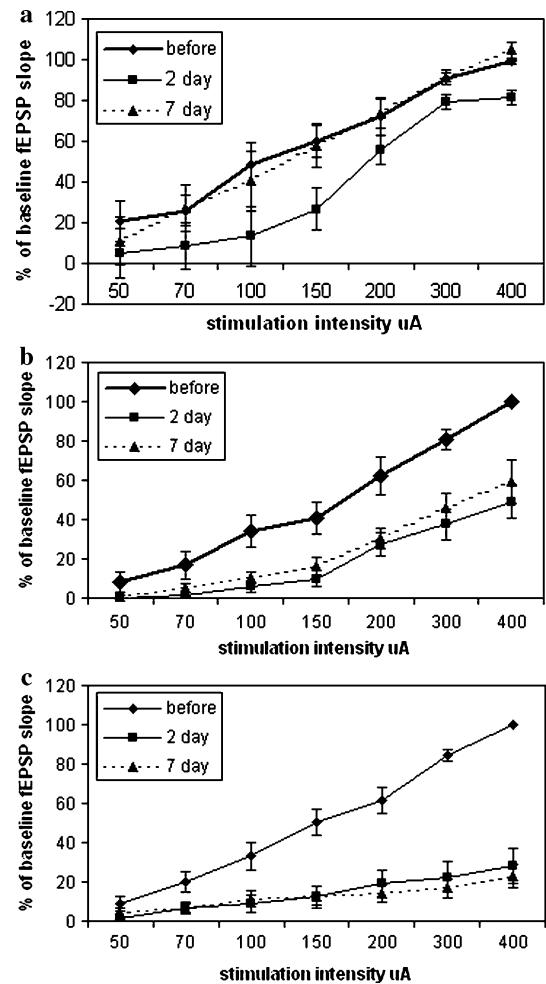 a
% of baseline fEPSP slope
120
100
80
60
40
20
0
-20
before
2 day
7 day
50 70 100 150 200 300 400
stimulation intensity uA
b
% of baseline fEPSP slope
120
100
80
60
40
20
0
before
2 day
7 day
50 70 100 150 200 300 400
stimulation intensity uA
c
% of baseline fEPSP slope
120
100
80
60
40
20
0
before
2 day
7 day
50 70 100 150 200 300 400
stimulation intensity uA